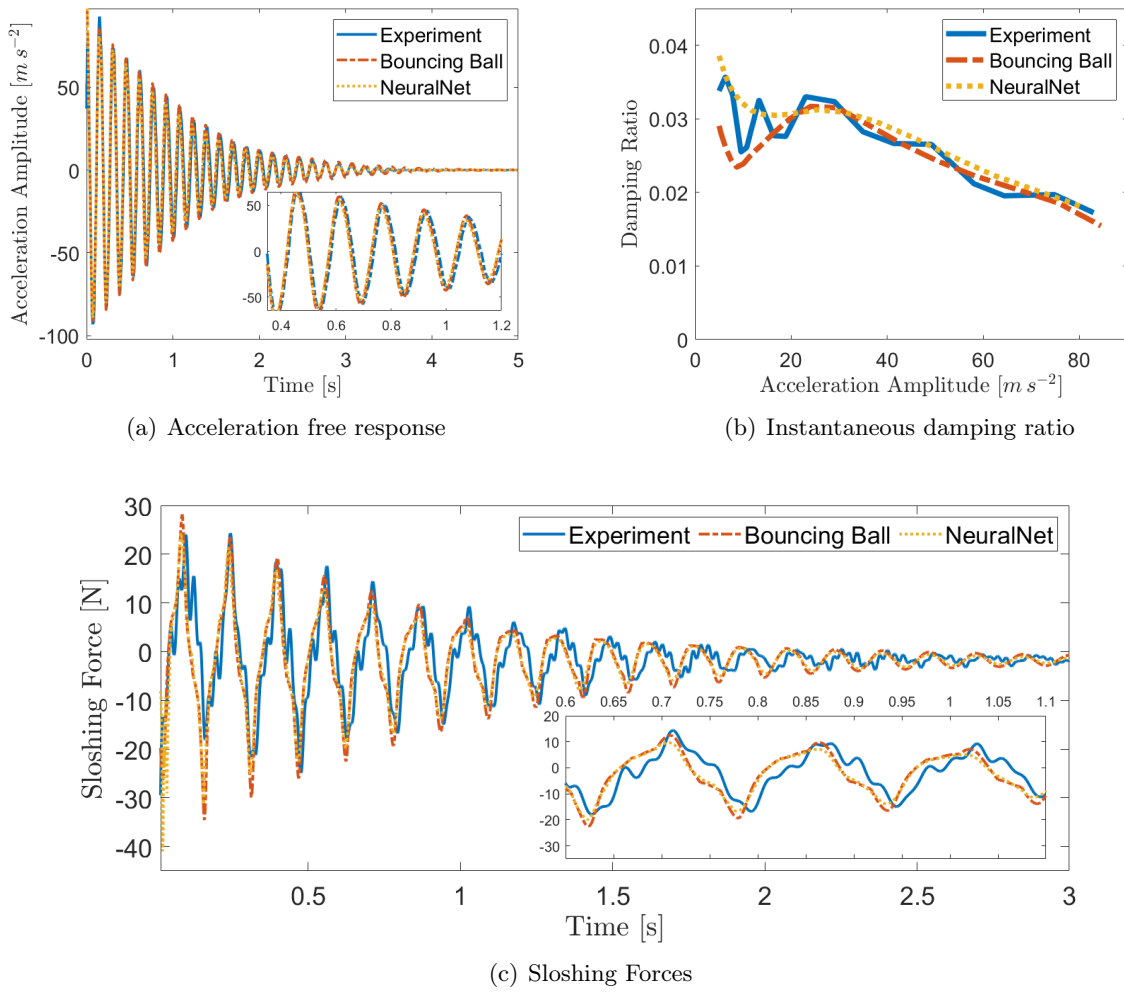 Experiment
Bouncing Ball
NeuralNet
Acceleration Amplitude [m s⁻²]
50
0
-50
-100
50
0
-50
0.4 0.6 0.8 1 1.2
0 1 2 3 4 5
Time [s]
(a) Acceleration free response
Experiment
Bouncing Ball
NeuralNet
Damping Ratio
0.04
0.03
0.02
0.01
0
0 20 40 60 80
Acceleration Amplitude [m s⁻²]
(b) Instantaneous damping ratio
Experiment Bouncing Ball NeuralNet
Sloshing Force [N]
30
20
10
0
-10
-20
-30
-40
0.6 0.65 0.7 0.75 0.8 0.85 0.9 0.95 1 1.05 1.1
20
10
0
-10
-20
-30
0.5 1 1.5 2 2.5 3
Time [s]
(c) Sloshing Forces